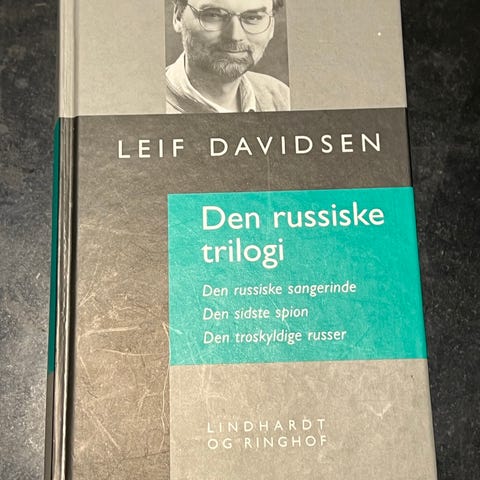 LEIF DAVIDSEN
Den russiske
trilogi
Den russiske sangerinde
Den sidste spion
Den troskyldige russer
LINDHARDT
OG RINGHOF